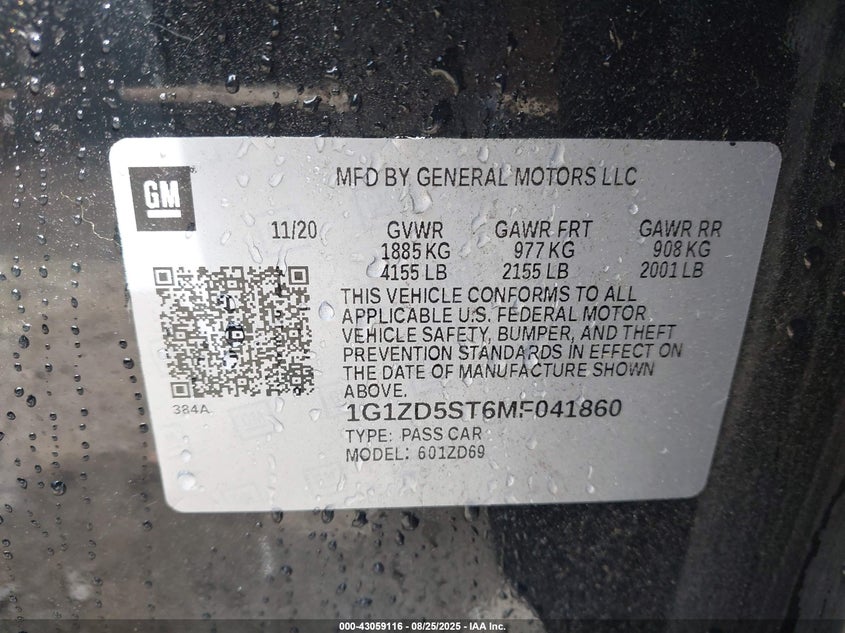 GM
MFD BY GENERAL MOTORS LLC
11/20 GVWR GAWR FRT GAWR RR
1885 KG 977 KG 908 KG
4155 LB 2155 LB 2001 LB
THIS VEHICLE CONFORMS TO ALL
APPLICABLE U.S. FEDERAL MOTOR
VEHICLE SAFETY, BUMPER, AND THEFT
PREVENTION STANDARDS IN EFFECT ON
THE DATE OF MANUFACTURE SHOWN
ABOVE.
384A
1G1ZD5ST6MF041860
TYPE: PASS CAR
MODEL: 601ZD69
000-43059116 - 08/25/2025 - IAA Inc.